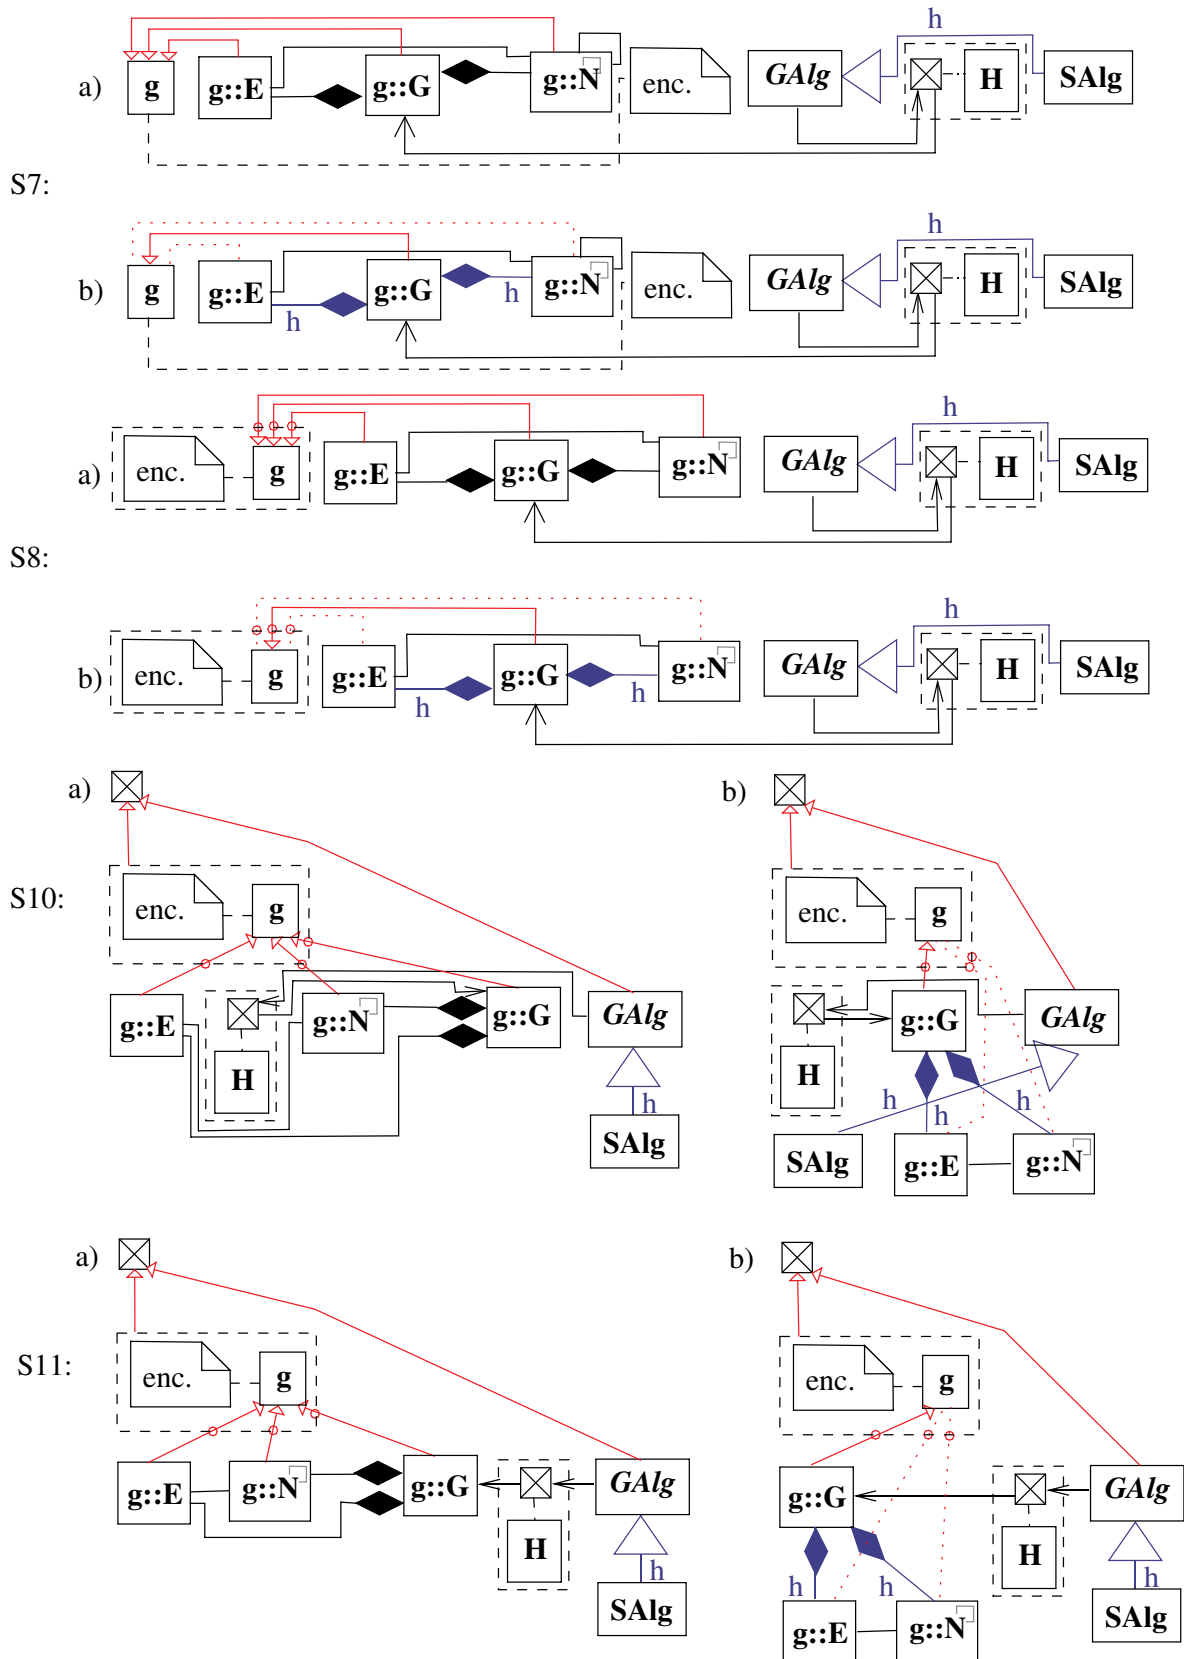 h
a) g g::E g::G g::N enc. GAlg H SAlg
S7:
h
b) g g::E g::G g::N enc. GAlg H SAlg
h h
h
a) enc. g g::E g::G g::N GAlg H SAlg
S8:
h
b) enc. g g::E g::G g::N GAlg H SAlg
h h
a) b)
S10: enc. g enc. g
g::E g::N g::G GAlg g::G GAlg
H H
h h h h
SAlg SAlg g::E g::N
a) b)
S11: enc. g enc. g
g::E g::N g::G GAlg g::G GAlg
H H
h h h h
SAlg g::E g::N SAlg